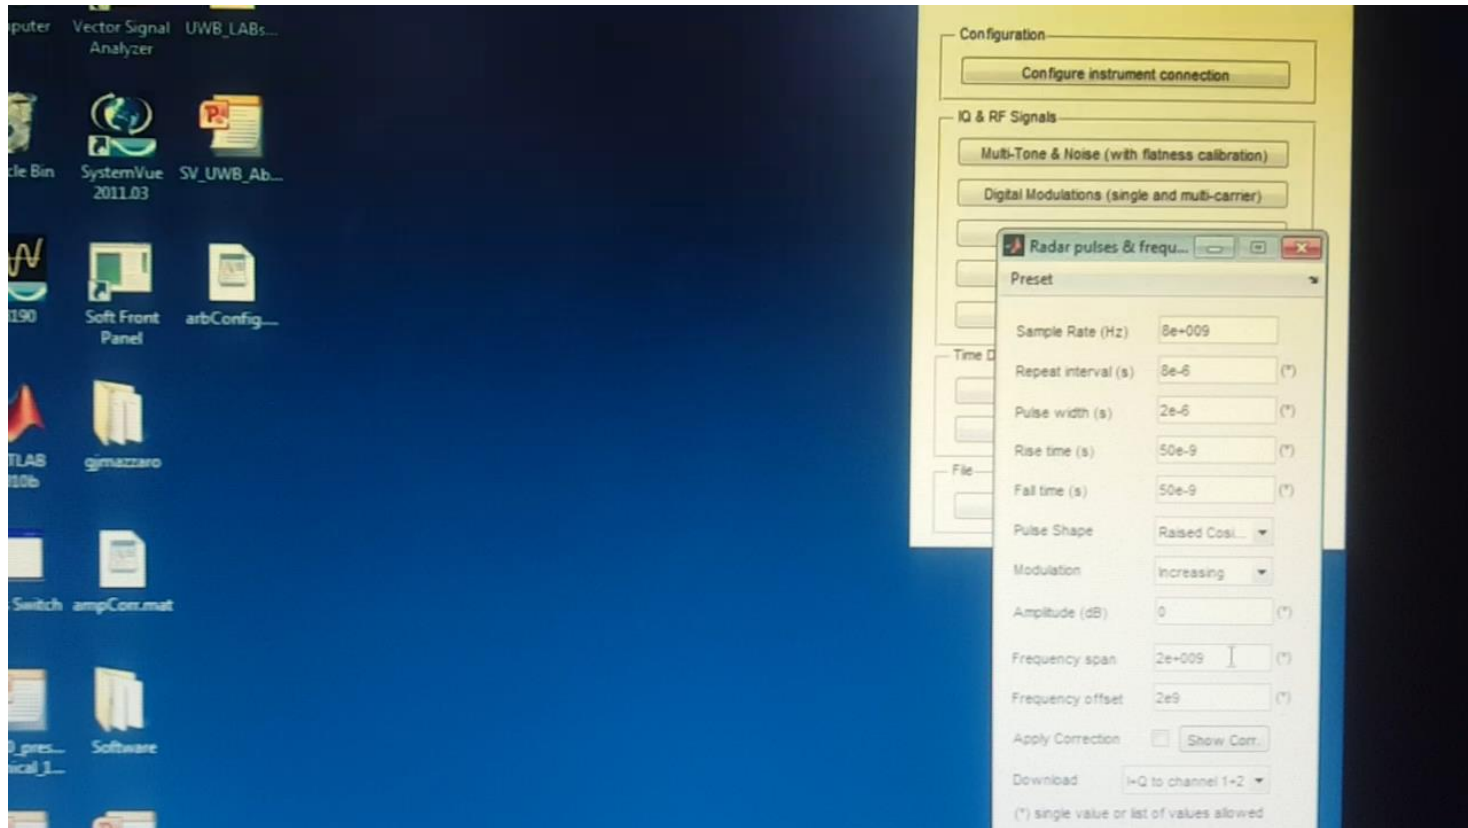 puter
Vector Signal
Analyzer
UWB_LABs...
cle Bin
SystemVue
2011.03
SV_UWB_Ab...
Soft Front
Panel
arbConfig....
TLAB
gjmazzaro
Switch
ampCorr.mat
_pres...
ical_1...
Software
Configuration
Configure instrument connection
IQ & RF Signals
Multi-Tone & Noise (with flatness calibration)
Digital Modulations (single and multi-carrier)
Radar pulses & frequ...
Preset
Time D
File
Sample Rate (Hz) 8e+009
Repeat interval (s) 8e-6 (*)
Pulse width (s) 2e-6 (*)
Rise time (s) 50e-9 (*)
Fall time (s) 50e-9 (*)
Pulse Shape Raised Cosi...
Modulation Increasing
Amplitude (dB) 0 (*)
Frequency span 2e+009 (*)
Frequency offset 2e9 (*)
Apply Correction Show Corr.
Download I+Q to channel 1+2
(*) single value or list of values allowed